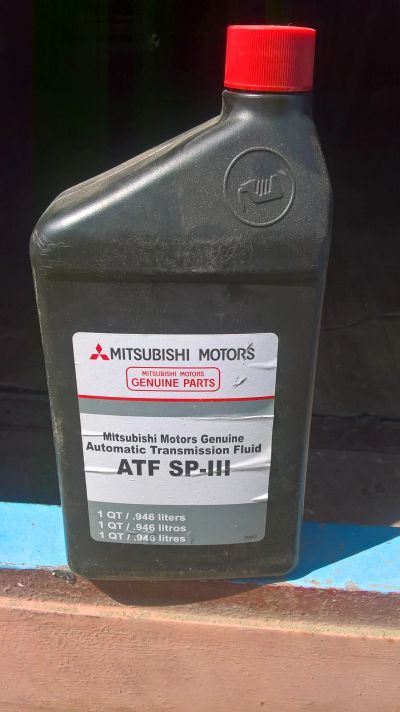 MITSUBISHI MOTORS
MITSUBISHI MOTORS
GENUINE PARTS
Mitsubishi Motors Genuine
Automatic Transmission Fluid
ATF SP-III
1 QT / .946 liters
1 QT / .946 litros
1 QT / .946 litres